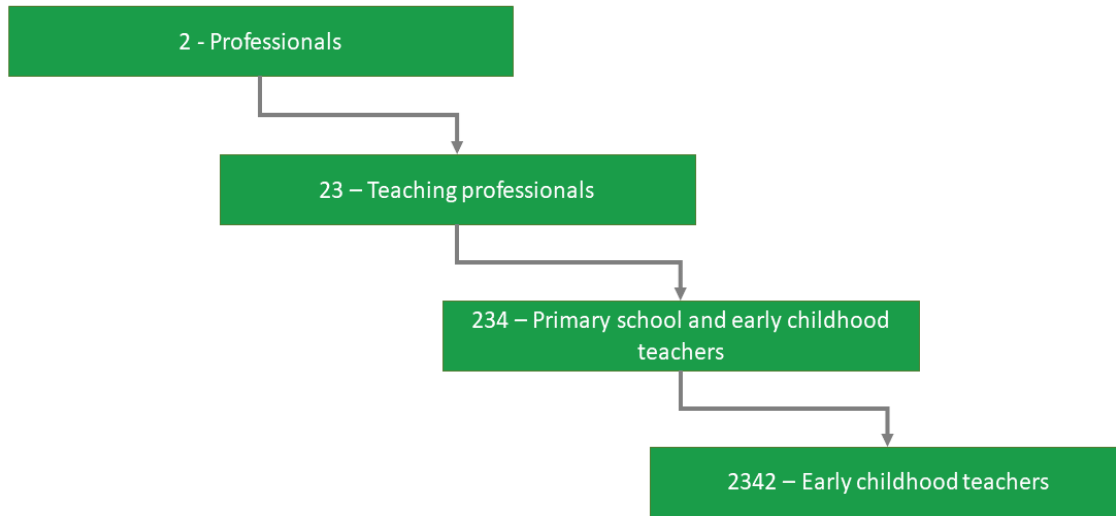 2 - Professionals
23 – Teaching professionals
234 – Primary school and early childhood
teachers
2342 – Early childhood teachers